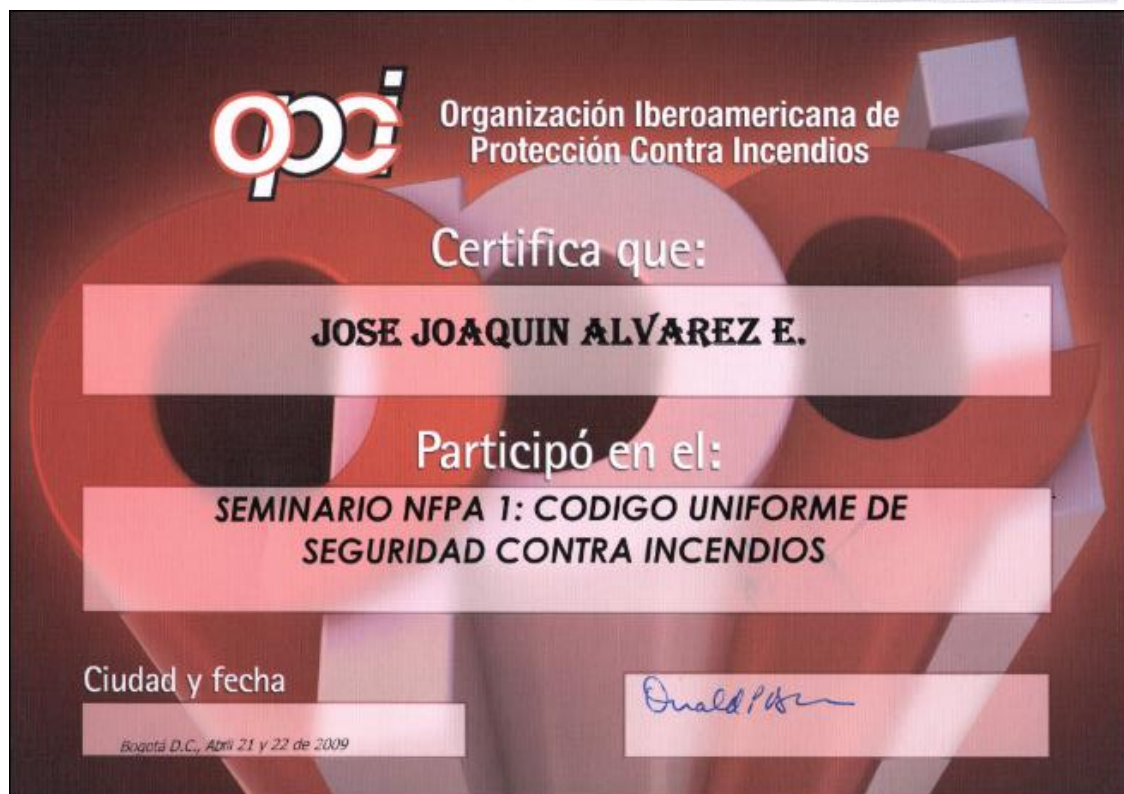 opci
Organización Iberoamericana de
Protección Contra Incendios
Certifica que:
JOSE JOAQUIN ALVAREZ E.
Participó en el:
SEMINARIO NFPA 1: CODIGO UNIFORME DE
SEGURIDAD CONTRA INCENDIOS
Ciudad y fecha
Bogotá D.C., Abril 21 y 22 de 2009